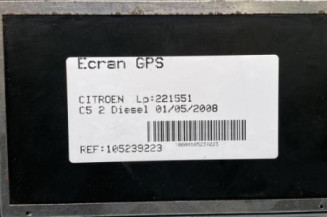 Ecran GPS
CITROEN Lp:221551
C5 2 Diesel 01/05/2008
REF:105239223